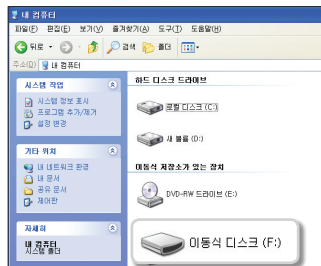 내 컴퓨터
파일(F) 편집(E) 보기(V) 즐겨찾기(A) 도구(T) 도움말(H)
뒤로 검색 폴더
주소(D) 내 컴퓨터
시스템 작업
시스템 정보 표시
프로그램 추가/제거
설정 변경
기타 위치
내 네트워크 환경
내 문서
공유 문서
제어판
자세히
내 컴퓨터
시스템 폴더
하드 디스크 드라이브
로컬 디스크 (C:)
새 볼륨 (D:)
이동식 저장소가 있는 장치
DVD-RW 드라이브 (E:)
이동식 디스크 (F:)